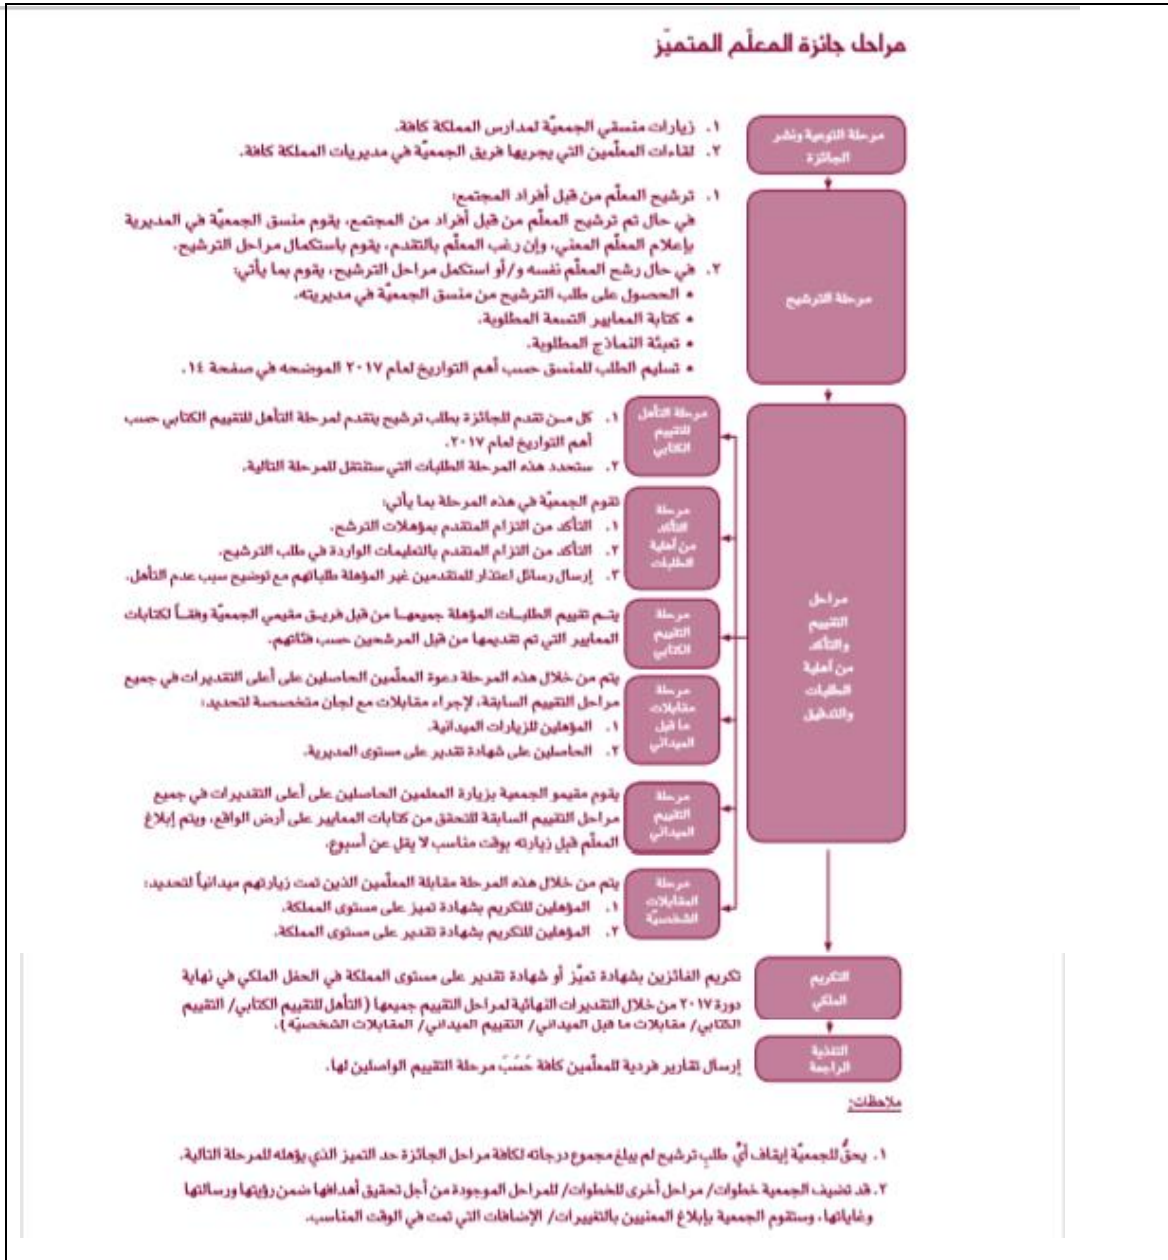 مراحل جائزة المعلّم المتميّز
مرحلة التوعية ونشر
الجائزة
١. زيارات منسقي الجمعيّة لمدارس المملكة كافة.
٢. لقاءات المعلّمين التي يجريها فريق الجمعيّة في مديريات المملكة كافة.
مرحلة الترشيح
١. ترشيح المعلّم من قبل أفراد المجتمع:
في حال تم ترشيح المعلّم من قبل أفراد من المجتمع، يقوم منسق الجمعيّة في المديرية
بإعلام المعلّم المعني، وإن رغب المعلّم بالتقدم، يقوم باستكمال مراحل الترشيح.
٢. في حال رشح المعلّم نفسه و/أو استكمل مراحل الترشيح، يقوم بما يأتي:
• الحصول على طلب الترشيح من منسق الجمعيّة في مديريته.
• كتابة المعايير التسعة المطلوبة.
• تعبئة النماذج المطلوبة.
• تسليم الطلب للمنسق حسب أهم التواريخ لعام ٢٠١٧ الموضحه في صفحة ١٤.
مراحل
التقييم
والتأكد
من أهلية
الطلبات
والتدقيق
مرحلة التأهل
للتقييم
الكتابي
١. كل مـن تقدم للجائزة بطلب ترشيح يتقدم لمرحلة التأهل للتقييم الكتابي حسب
أهم التواريخ لعام ٢٠١٧.
٢. ستحدد هذه المرحلة الطلبات التي ستنتقل للمرحلة التالية.
مرحلة
التأكد
من أهلية
الطلبات
تقوم الجمعيّة في هذه المرحلة بما يأتي:
١. التأكد من التزام المتقدم بمؤهلات الترشح.
٢. التأكد من التزام المتقدم بالتعليمات الواردة في طلب الترشيح.
٣. إرسال رسائل اعتذار للمتقدمين غير المؤهلة طلباتهم مع توضيح سبب عدم التأهل.
مرحلة
التقييم
الكتابي
يتـم تقييم الطلبـات المؤهلة جميعهـا من قبل فريـق مقيمي الجمعيّة وفقـاً لكتابات
المعايير التي تم تقديمها من قبل المرشحين حسب فئاتهم.
مرحلة
مقابلات
ما قبل
الميداني
يتم من خلال هذه المرحلة دعوة المعلّمين الحاصلين على أعلى التقديرات في جميع
مراحل التقييم السابقة، لإجراء مقابلات مع لجان متخصصة لتحديد:
١. المؤهلين للزيارات الميدانية.
٢. الحاصلين على شهادة تقدير على مستوى المديرية.
مرحلة
التقييم
الميداني
يقوم مقيمو الجمعية بزيارة المعلمين الحاصلين على أعلى التقديرات في جميع
مراحل التقييم السابقة للتحقق من كتابات المعايير على أرض الواقع، ويتم إبلاغ
المعلّم قبل زيارته بوقت مناسب لا يقل عن أسبوع.
مرحلة
المقابلات
الشخصيّة
يتم من خلال هذه المرحلة مقابلة المعلّمين الذين تمت زيارتهم ميدانياً لتحديد:
١. المؤهلين للتكريم بشهادة تميز على مستوى المملكة.
٢. المؤهلين للتكريم بشهادة تقدير على مستوى المملكة.
التكريم
الملكي
تكريم الفائزين بشهادة تميّز أو شهادة تقدير على مستوى المملكة في الحفل الملكي في نهاية
دورة ٢٠١٧ من خلال التقديرات النهائية لمراحل التقييم جميعها (التأهل للتقييم الكتابي/ التقييم
الكتابي/ مقابلات ما قبل الميداني/ التقييم الميداني/ المقابلات الشخصيّة).
التغذية
الراجعة
إرسال تقارير فردية للمعلّمين كافة حَسَبَ مرحلة التقييم الواصلين لها.
ملاحظات:
١. يحقُّ للجمعيّة إيقاف أيِّ طلبِ ترشيح لم يبلغ مجموع درجاته لكافة مراحل الجائزة حد التميز الذي يؤهله للمرحلة التالية.
٢. قد تضيف الجمعية خطوات/ مراحل أخرى للخطوات/ للمراحل الموجودة من أجل تحقيق أهدافها ضمن رؤيتها ورسالتها
وغاياتها، وستقوم الجمعية بإبلاغ المعنيين بالتغييرات/ الإضافات التي تمت في الوقت المناسب.